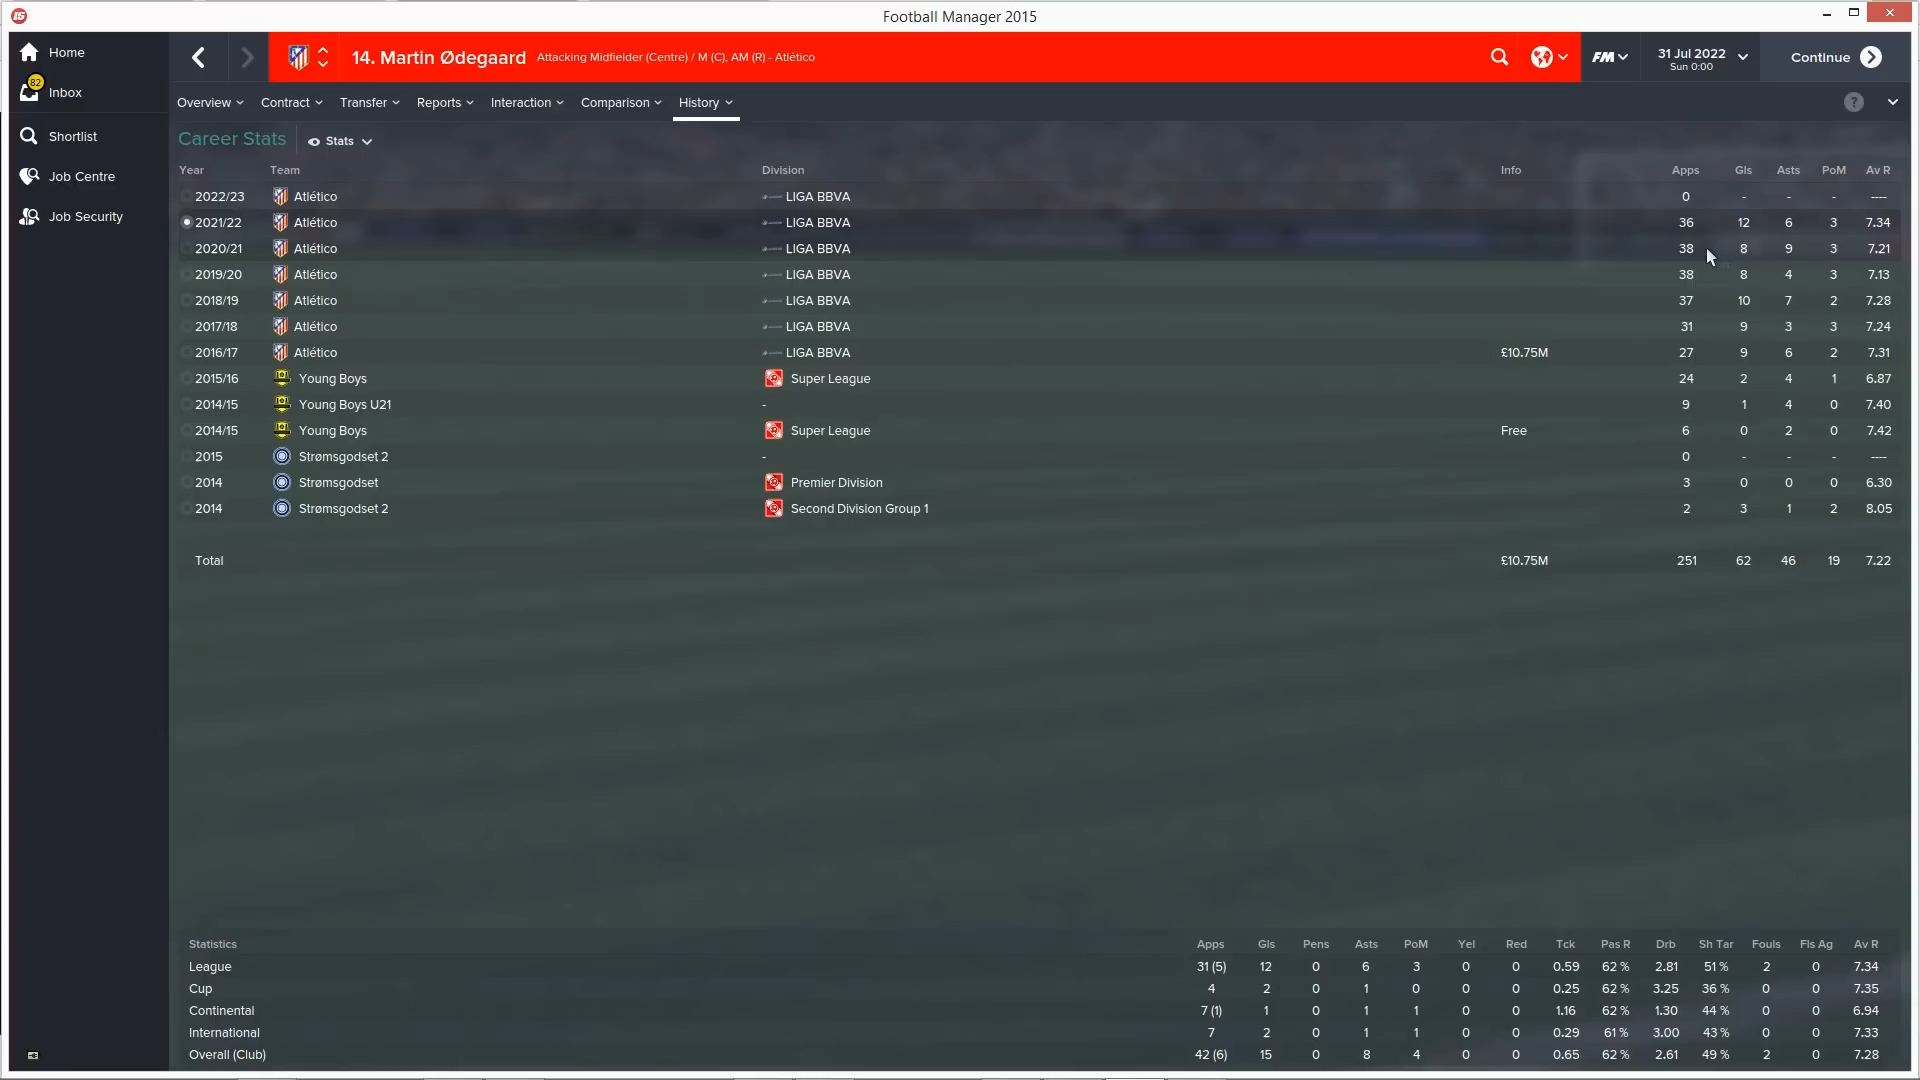 Football Manager 2015
Home
82
Inbox
Shortlist
Job Centre
Job Security
14. Martin Ødegaard Attacking Midfielder (Centre) / M (C), AM (R) - Atlético
FM
31 Jul 2022
Sun 0:00
Continue
Overview Contract Transfer Reports Interaction Comparison History
?
Career Stats Stats
Year Team Division Info Apps Gls Asts PoM Av R
2022/23 Atlético LIGA BBVA 0 - - - ----
2021/22 Atlético LIGA BBVA 36 12 6 3 7.34
2020/21 Atlético LIGA BBVA 38 8 9 3 7.21
2019/20 Atlético LIGA BBVA 38 8 4 3 7.13
2018/19 Atlético LIGA BBVA 37 10 7 2 7.28
2017/18 Atlético LIGA BBVA 31 9 3 3 7.24
2016/17 Atlético LIGA BBVA £10.75M 27 9 6 2 7.31
2015/16 Young Boys Super League 24 2 4 1 6.87
2014/15 Young Boys U21 - 9 1 4 0 7.40
2014/15 Young Boys Super League Free 6 0 2 0 7.42
2015 Strømsgodset 2 - 0 - - - ----
2014 Strømsgodset Premier Division 3 0 0 0 6.30
2014 Strømsgodset 2 Second Division Group 1 2 3 1 2 8.05
Total £10.75M 251 62 46 19 7.22
Statistics Apps Gls Pens Asts PoM Yel Red Tck Pas R Drb Sh Tar Fouls Fls Ag Av R
League 31 (5) 12 0 6 3 0 0 0.59 62 % 2.81 51 % 2 0 7.34
Cup 4 2 0 1 0 0 0 0.25 62 % 3.25 36 % 0 0 7.35
Continental 7 (1) 1 0 1 1 0 0 1.16 62 % 1.30 44 % 0 0 6.94
International 7 2 0 1 1 0 0 0.29 61 % 3.00 43 % 0 0 7.33
Overall (Club) 42 (6) 15 0 8 4 0 0 0.65 62 % 2.61 49 % 2 0 7.28